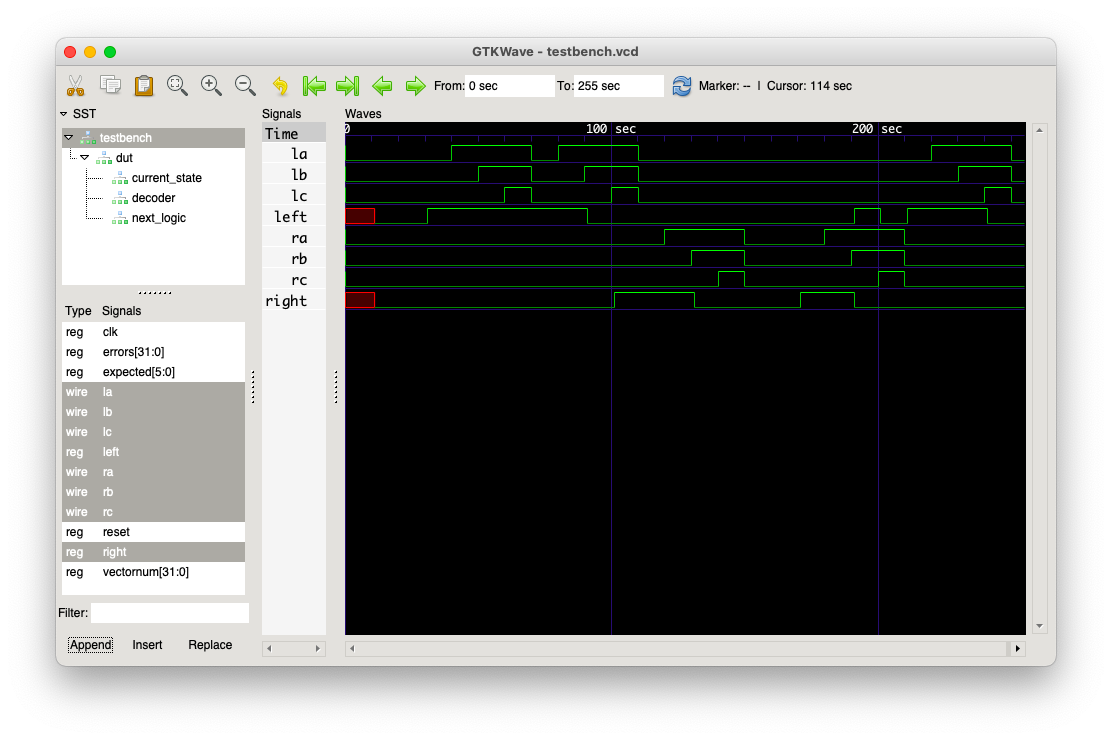 GTKWave - testbench.vcd
From: 0 sec To: 255 sec Marker: -- | Cursor: 114 sec
SST
testbench
dut
current_state
decoder
next_logic
Type Signals
reg clk
reg errors[31:0]
reg expected[5:0]
wire la
wire lb
wire lc
reg left
wire ra
wire rb
wire rc
reg reset
reg right
reg vectornum[31:0]
Filter:
Append Insert Replace
Signals
Time
la
lb
lc
left
ra
rb
rc
right
Waves
0 100 sec 200 sec